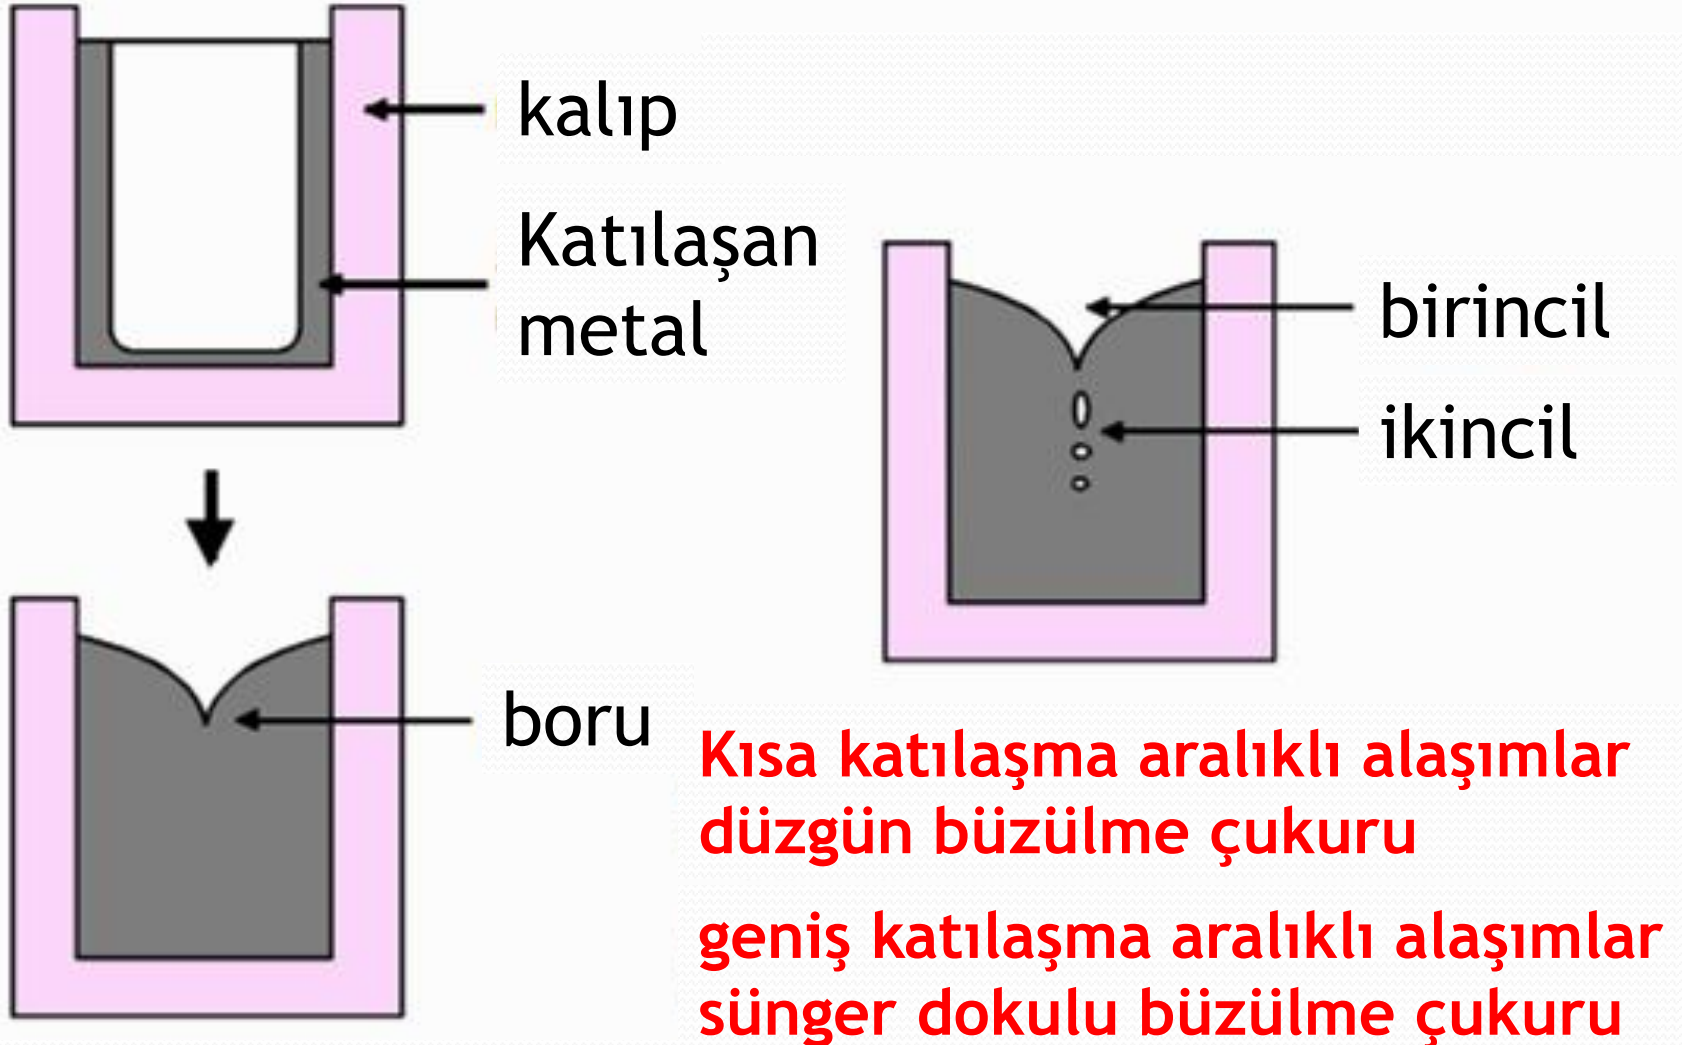 kalıp
Katılaşan
metal
birincil
ikincil
boru
Kısa katılaşma aralıklı alaşımlar
düzgün büzülme çukuru
geniş katılaşma aralıklı alaşımlar
sünger dokulu büzülme çukuru